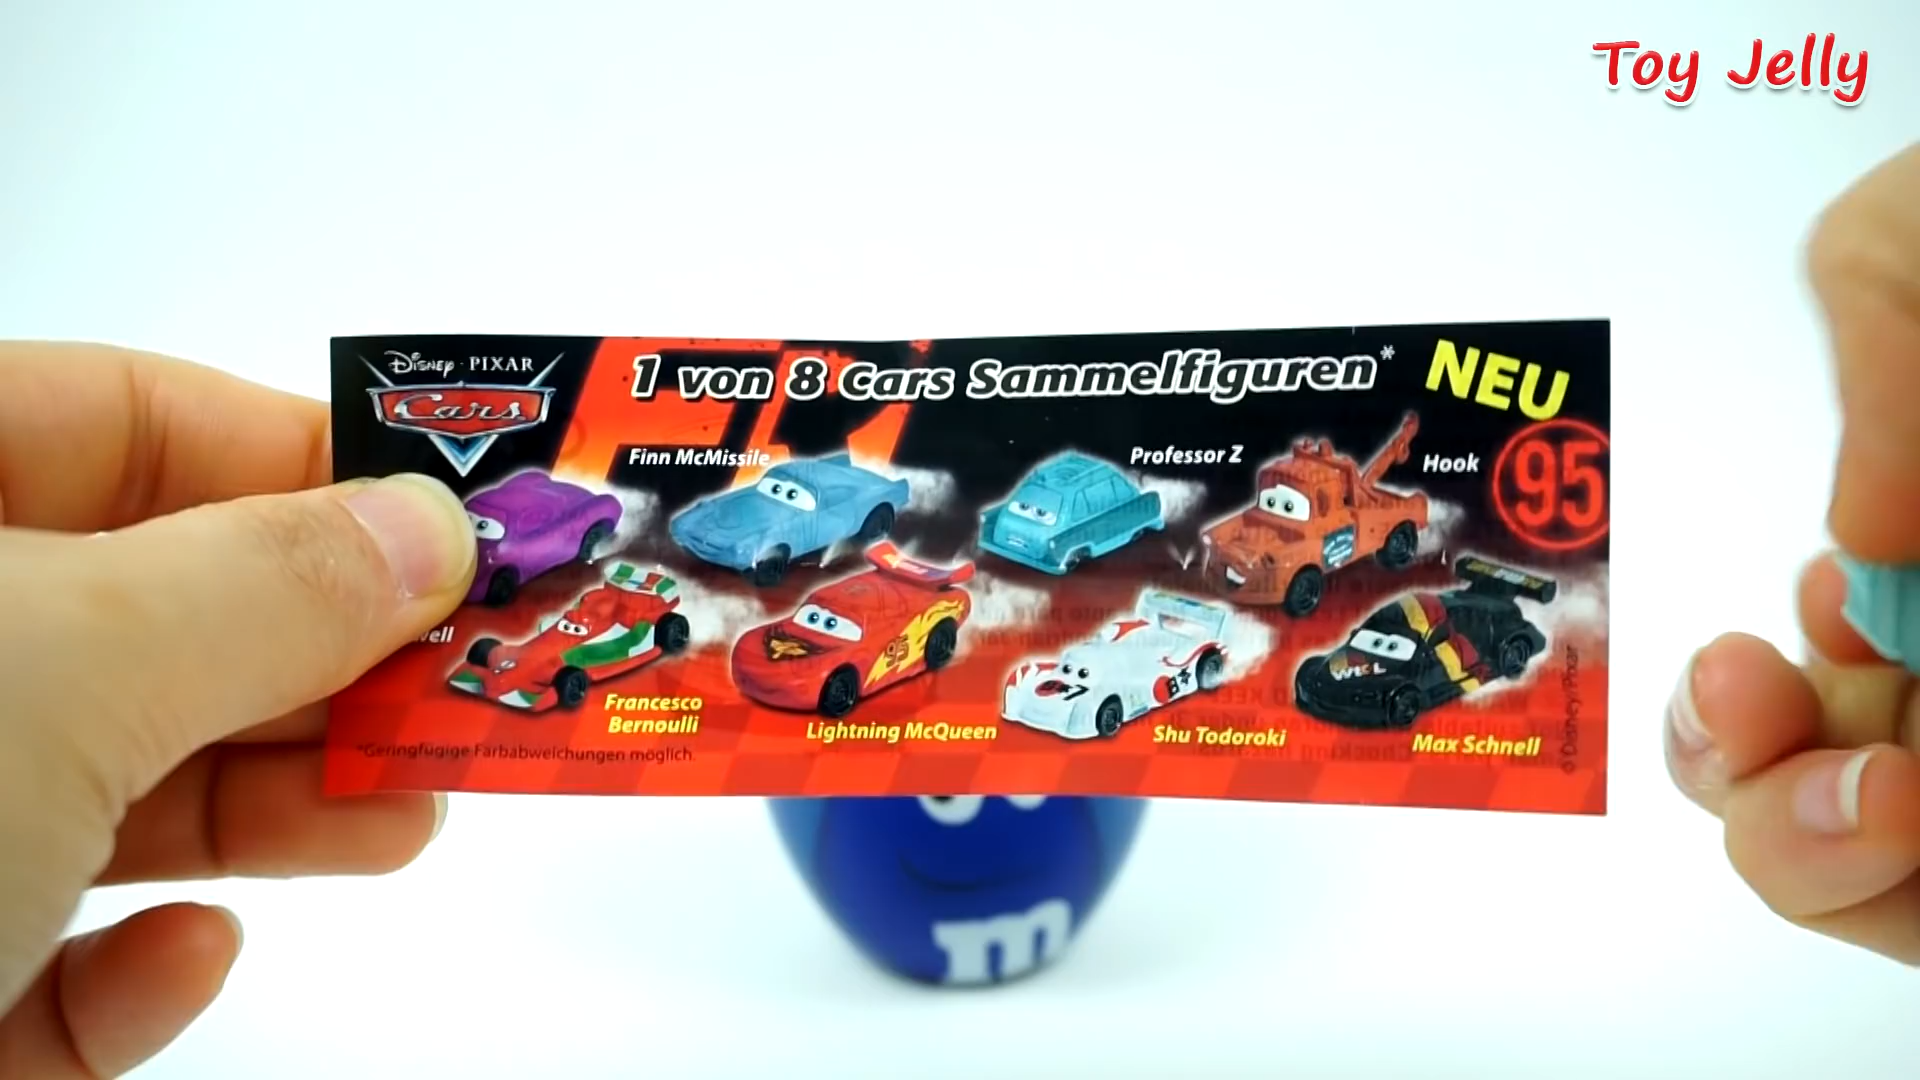 Toy Jelly
Disney · PIXAR
Cars
1 von 8 Cars Sammelfiguren*
NEU
95
Finn McMissile
Professor Z
Hook
Francesco
Bernoulli
Lightning McQueen
Shu Todoroki
Max Schnell
*Geringfügige Farbabweichungen möglich.
©Disney/Pixar
95
m